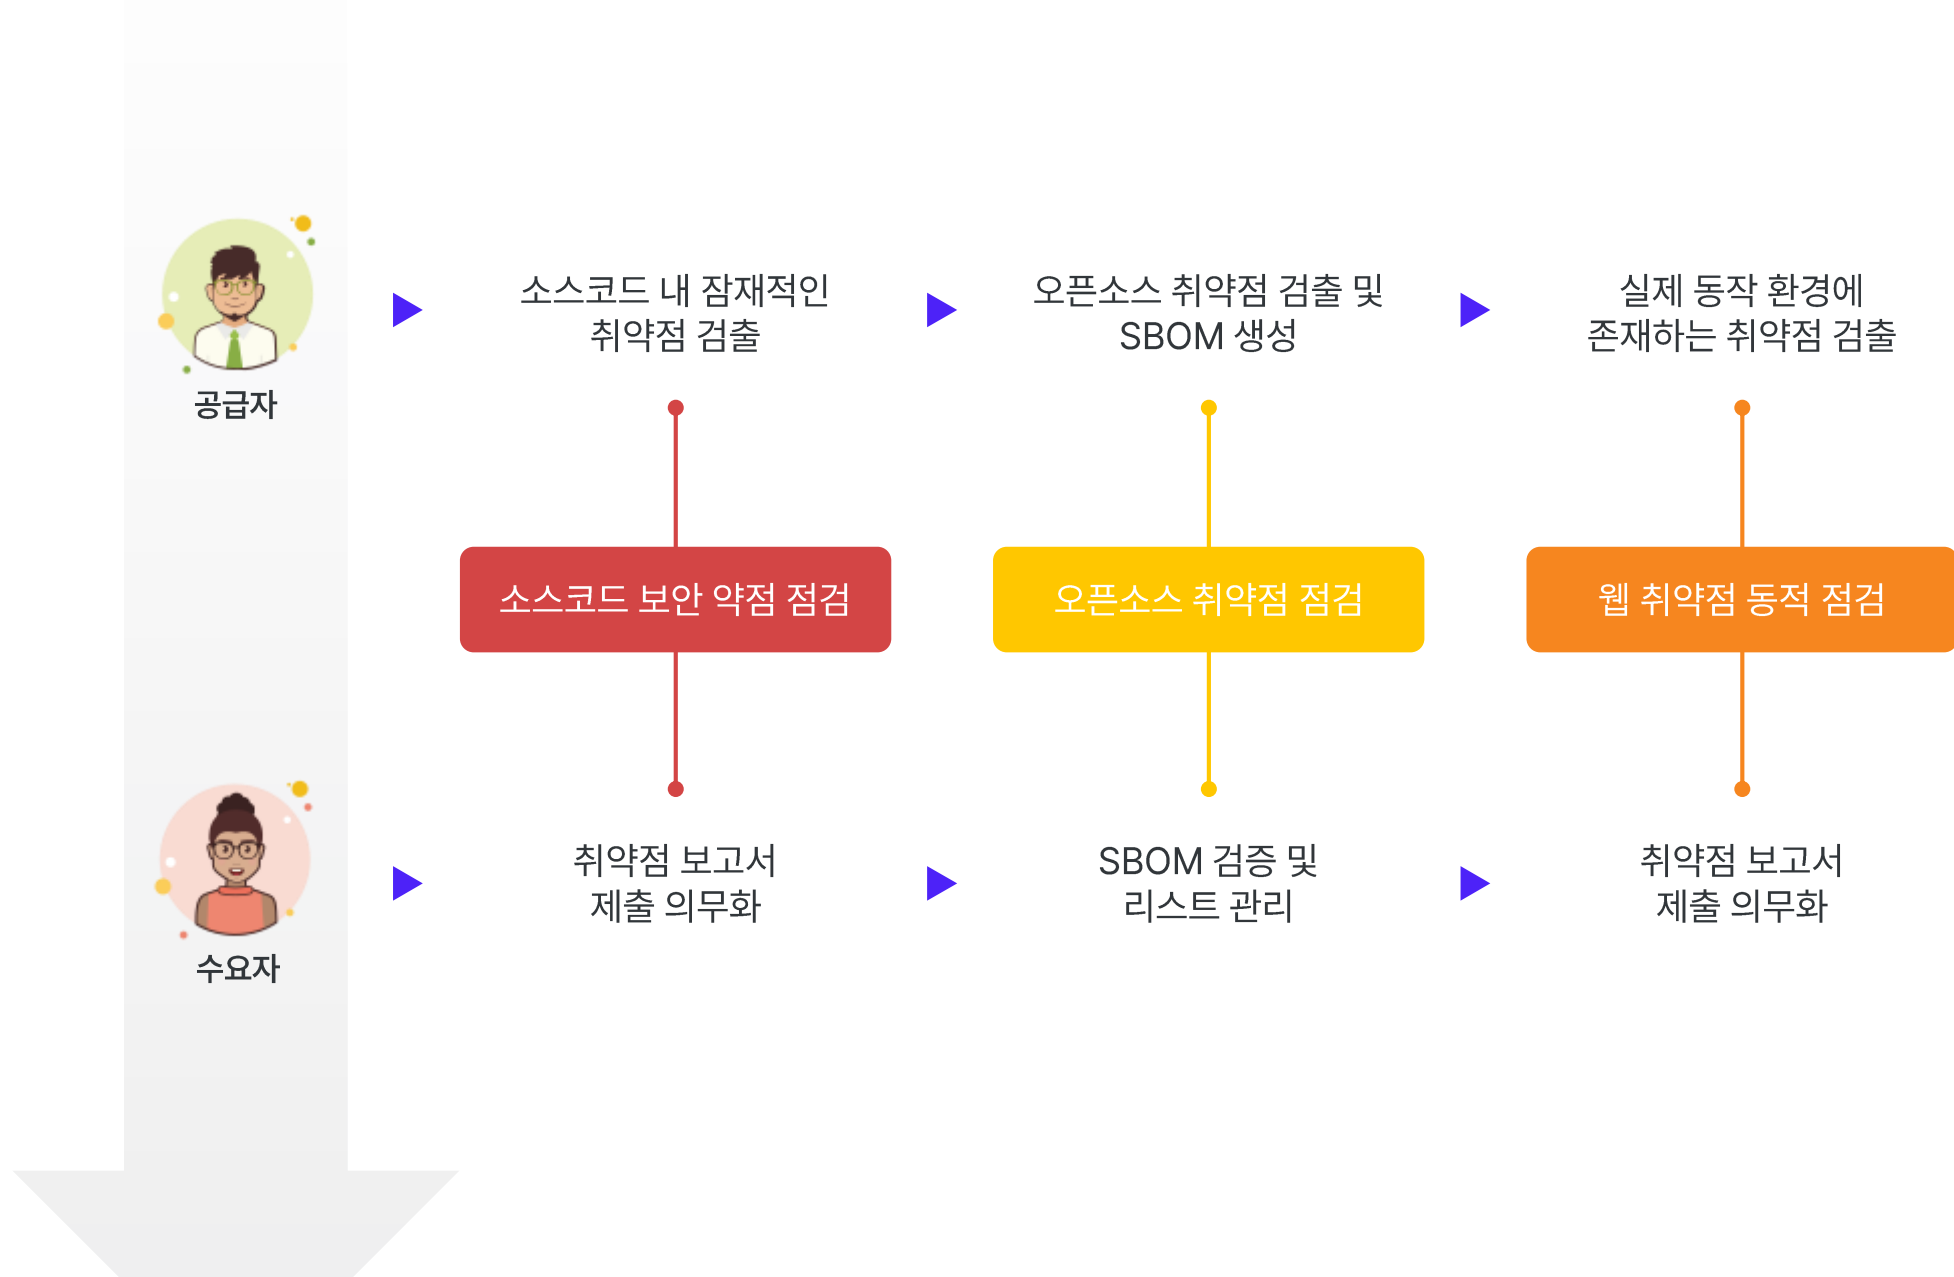 공급자
소스코드 내 잠재적인
취약점 검출
오픈소스 취약점 검출 및
SBOM 생성
실제 동작 환경에
존재하는 취약점 검출
소스코드 보안 약점 점검
오픈소스 취약점 점검
웹 취약점 동적 점검
수요자
취약점 보고서
제출 의무화
SBOM 검증 및
리스트 관리
취약점 보고서
제출 의무화